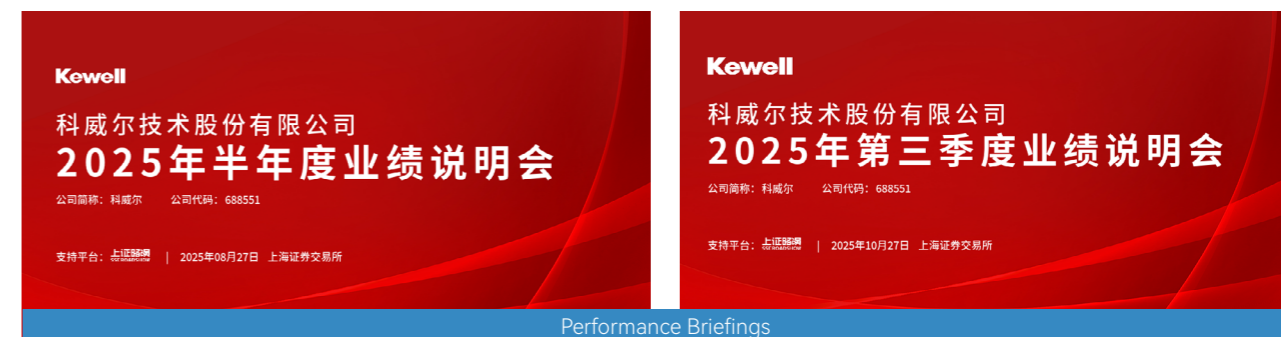 Kewell
科威尔技术股份有限公司
2025年半年度业绩说明会
公司简称：科威尔 公司代码：688551
支持平台：上证路演 | 2025年08月27日 上海证券交易所
Kewell
科威尔技术股份有限公司
2025年第三季度业绩说明会
公司简称：科威尔 公司代码：688551
支持平台：上证路演 | 2025年10月27日 上海证券交易所
Performance Briefings